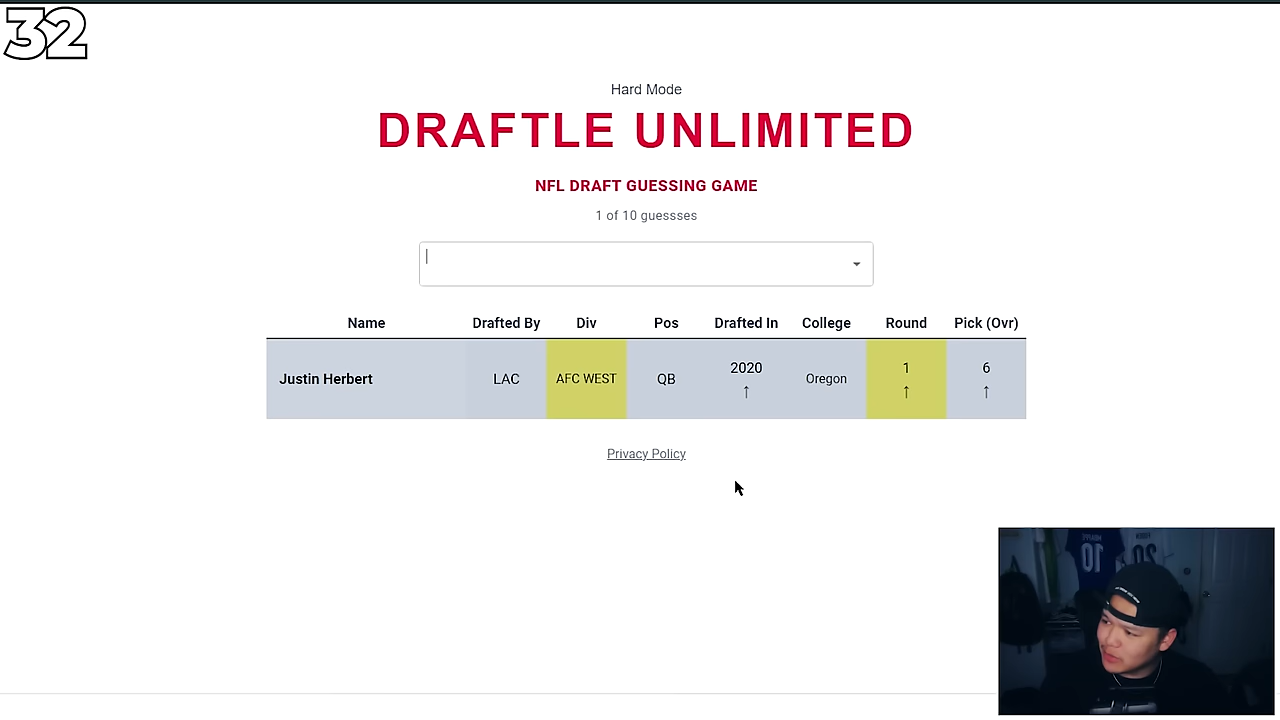 32
Hard Mode
DRAFTLE UNLIMITED
NFL DRAFT GUESSING GAME
1 of 10 guessses
Name Drafted By Div Pos Drafted In College Round Pick (Ovr)
Justin Herbert LAC AFC WEST QB 2020 ↑ Oregon 1 ↑ 6 ↑
Privacy Policy